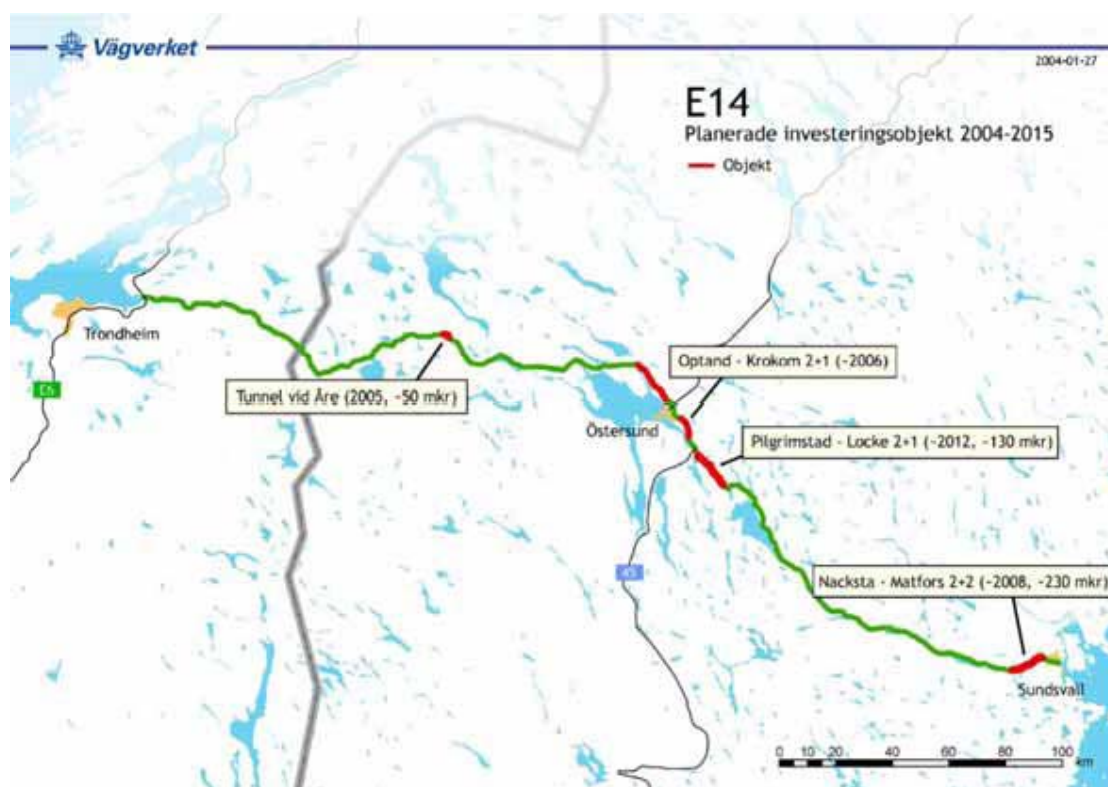 Vägverket
2004-01-27
E14
Planerade investeringsobjekt 2004-2015
Objekt
Trondheim
E6
Tunnel vid Åre (2005, ~50 mkr)
Optand - Krokom 2+1 (~2006)
Östersund
Pilgrimstad - Locke 2+1 (~2012, ~130 mkr)
45
Nacksta - Matfors 2+2 (~2008, ~230 mkr)
Sundsvall
0 10 20 40 60 80 100
km